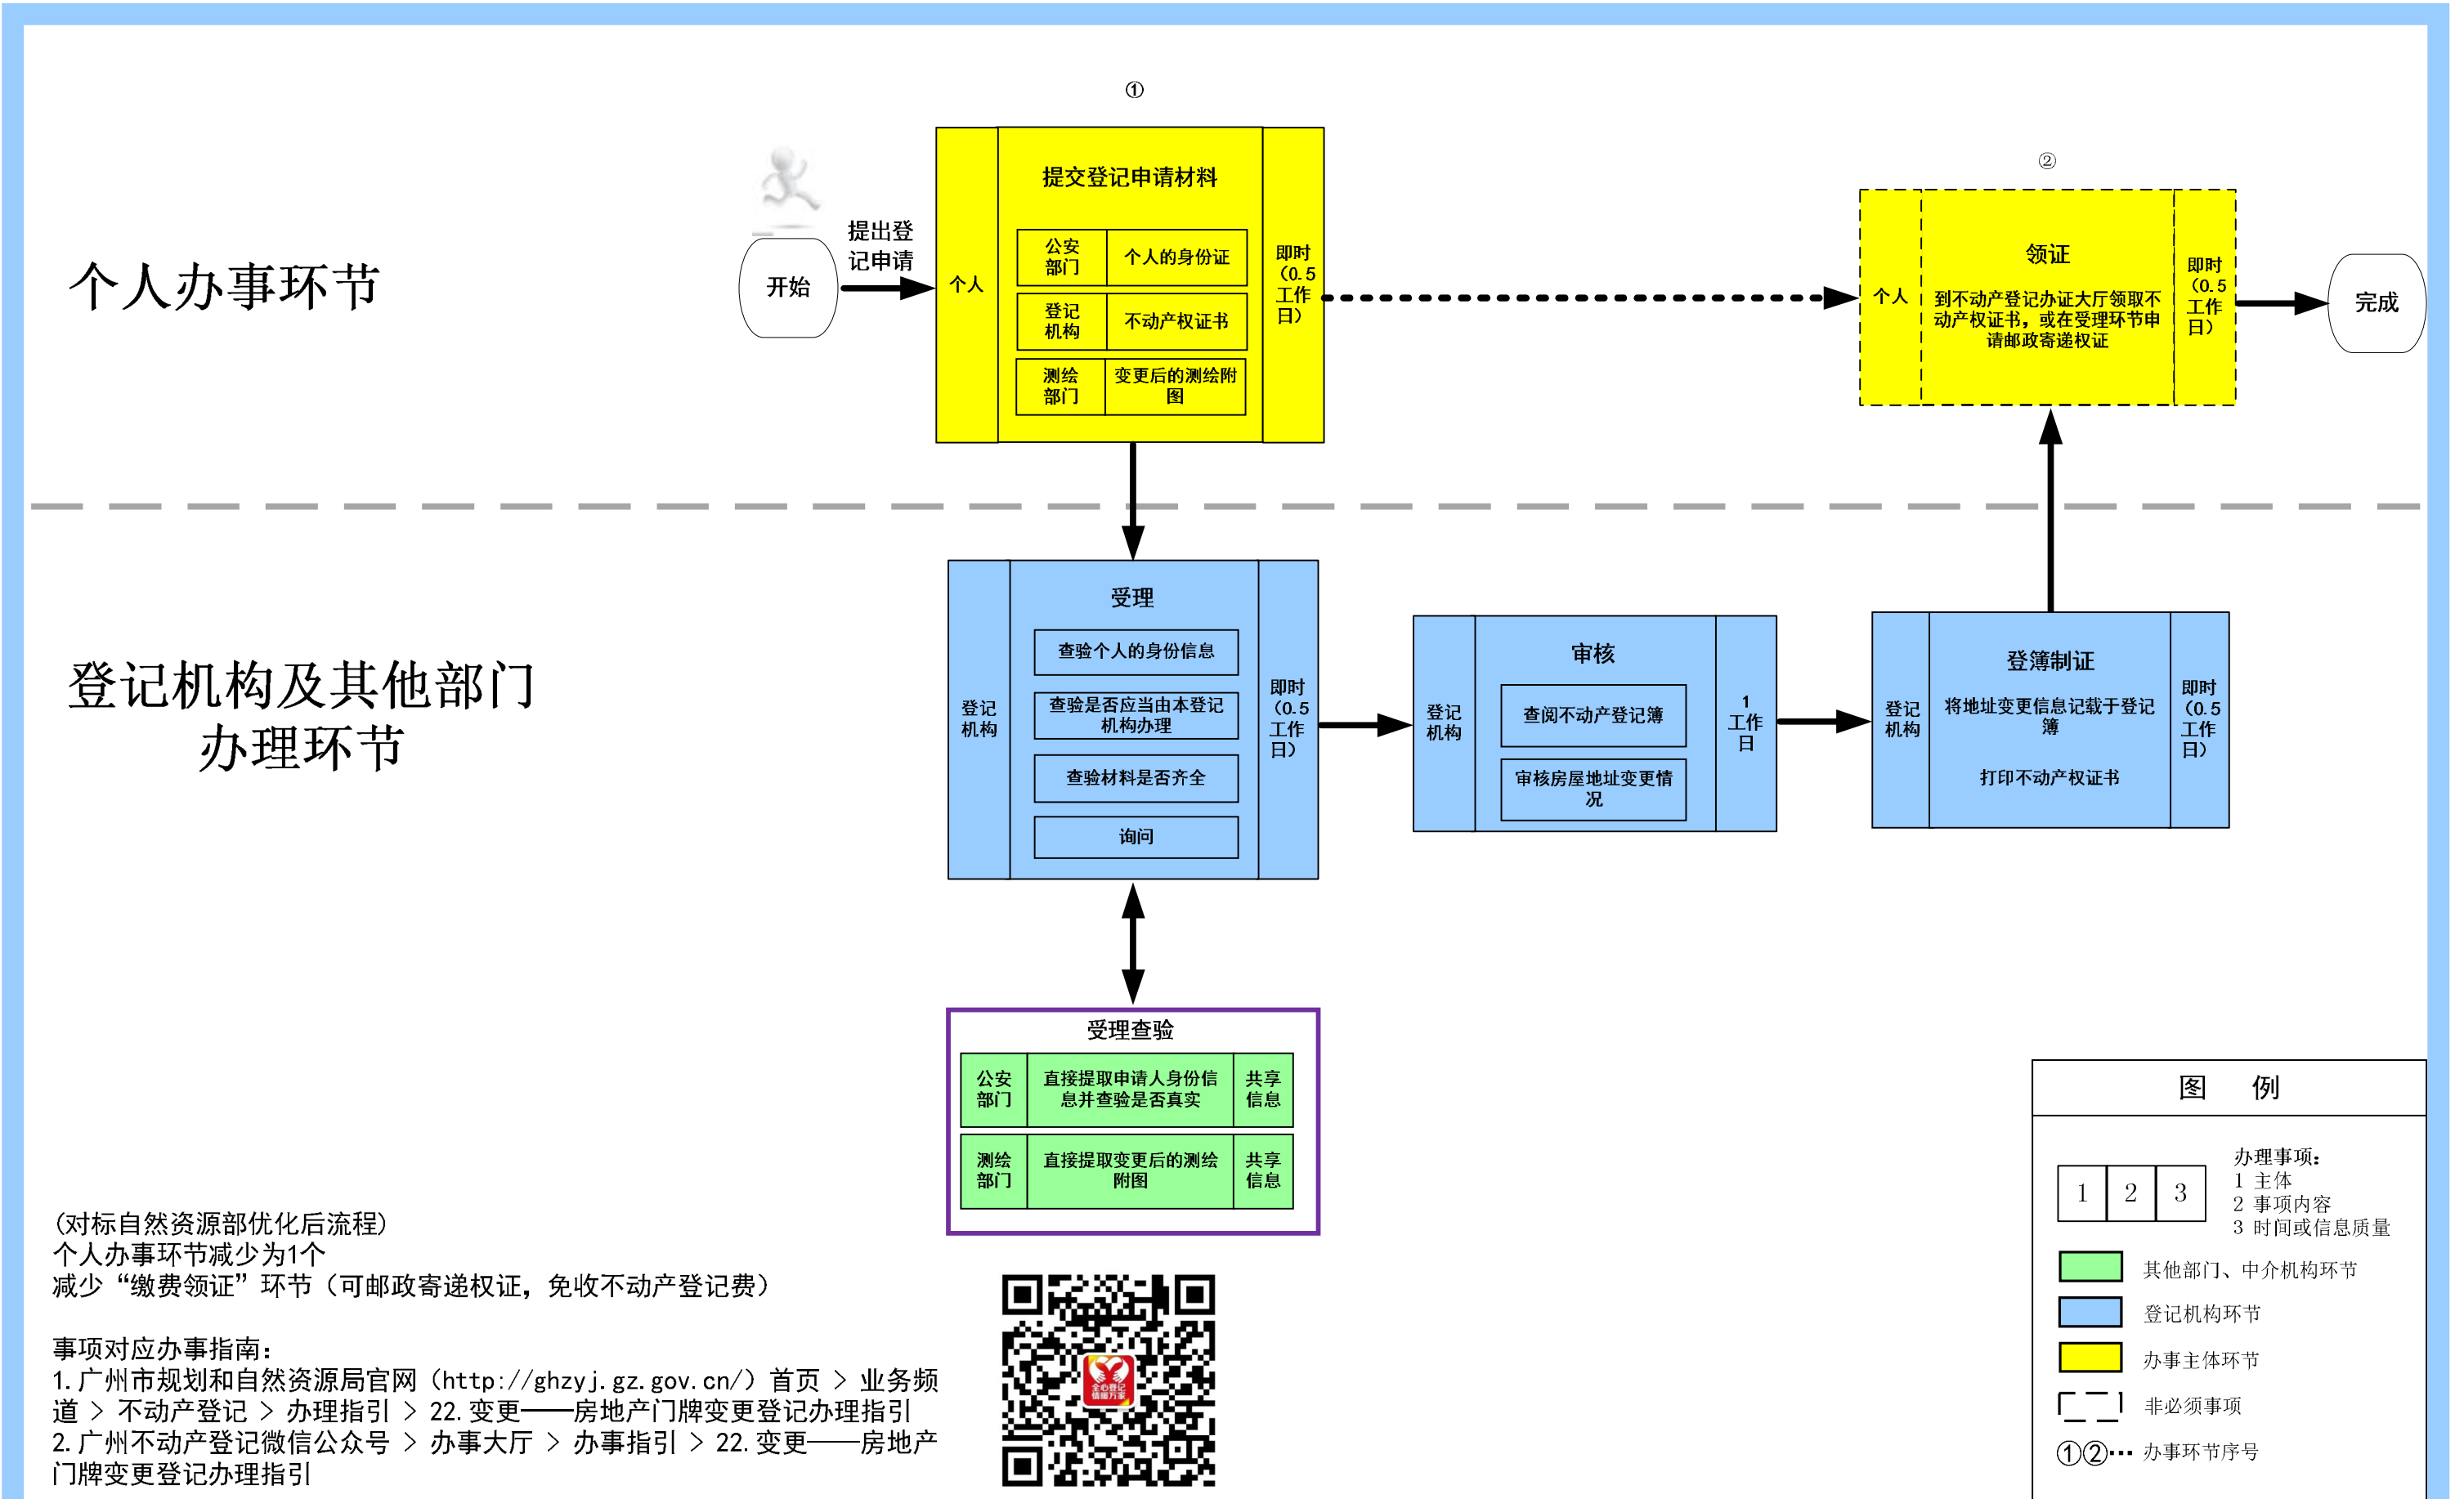 ①
提交登记申请材料
个人
公安
部门
个人的身份证
登记
机构
不动产权证书
测绘
部门
变更后的测绘附
图
即时
（0.5
工作
日）
提出登
记申请
开始
个人办事环节
②
个人
领证
到不动产登记办证大厅领取不
动产权证书，或在受理环节申
请邮政寄递权证
即时
（0.5
工作
日）
完成
登记机构及其他部门
办理环节
登记
机构
受理
查验个人的身份信息
查验是否应当由本登记
机构办理
查验材料是否齐全
询问
即时
（0.5
工作
日）
登记
机构
审核
查阅不动产登记簿
审核房屋地址变更情
况
1
工作
日
登记
机构
登簿制证
将地址变更信息记载于登记
簿
打印不动产权证书
即时
（0.5
工作
日）
受理查验
公安
部门
直接提取申请人身份信
息并查验是否真实
共享
信息
测绘
部门
直接提取变更后的测绘
附图
共享
信息
(对标自然资源部优化后流程)
个人办事环节减少为1个
减少“缴费领证”环节（可邮政寄递权证，免收不动产登记费）
事项对应办事指南：
1.广州市规划和自然资源局官网（http://ghzyj.gz.gov.cn/）首页 > 业务频
道 > 不动产登记 > 办理指引 > 22.变更——房地产门牌变更登记办理指引
2.广州不动产登记微信公众号 > 办事大厅 > 办事指引 > 22.变更——房地产
门牌变更登记办理指引
全心登记
情暖万家
图 例
1 2 3
办理事项：
1 主体
2 事项内容
3 时间或信息质量
其他部门、中介机构环节
登记机构环节
办事主体环节
非必须事项
①②… 办事环节序号